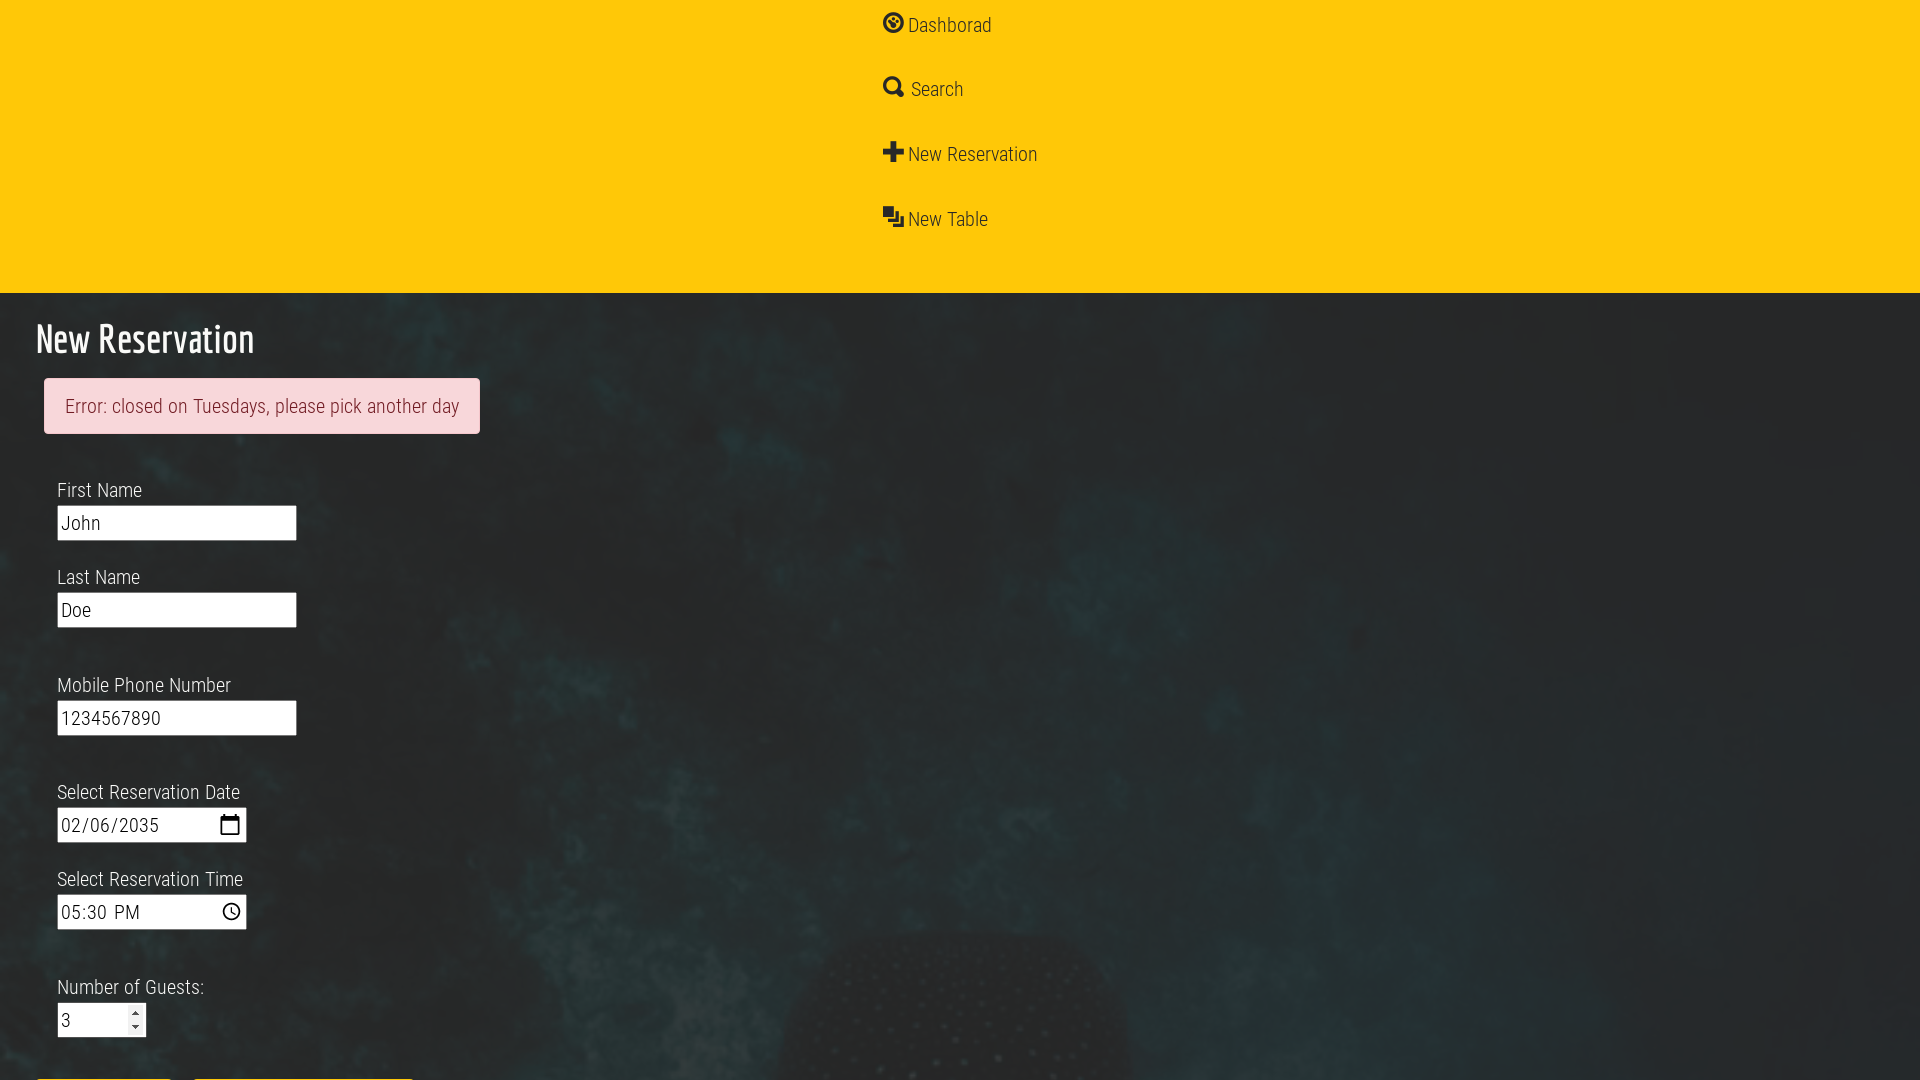 Dashborad
Search
New Reservation
New Table
New Reservation
Error: closed on Tuesdays, please pick another day
First Name
John
Last Name
Doe
Mobile Phone Number
1234567890
Select Reservation Date
02/06/2035
Select Reservation Time
05:30 PM
Number of Guests:
3